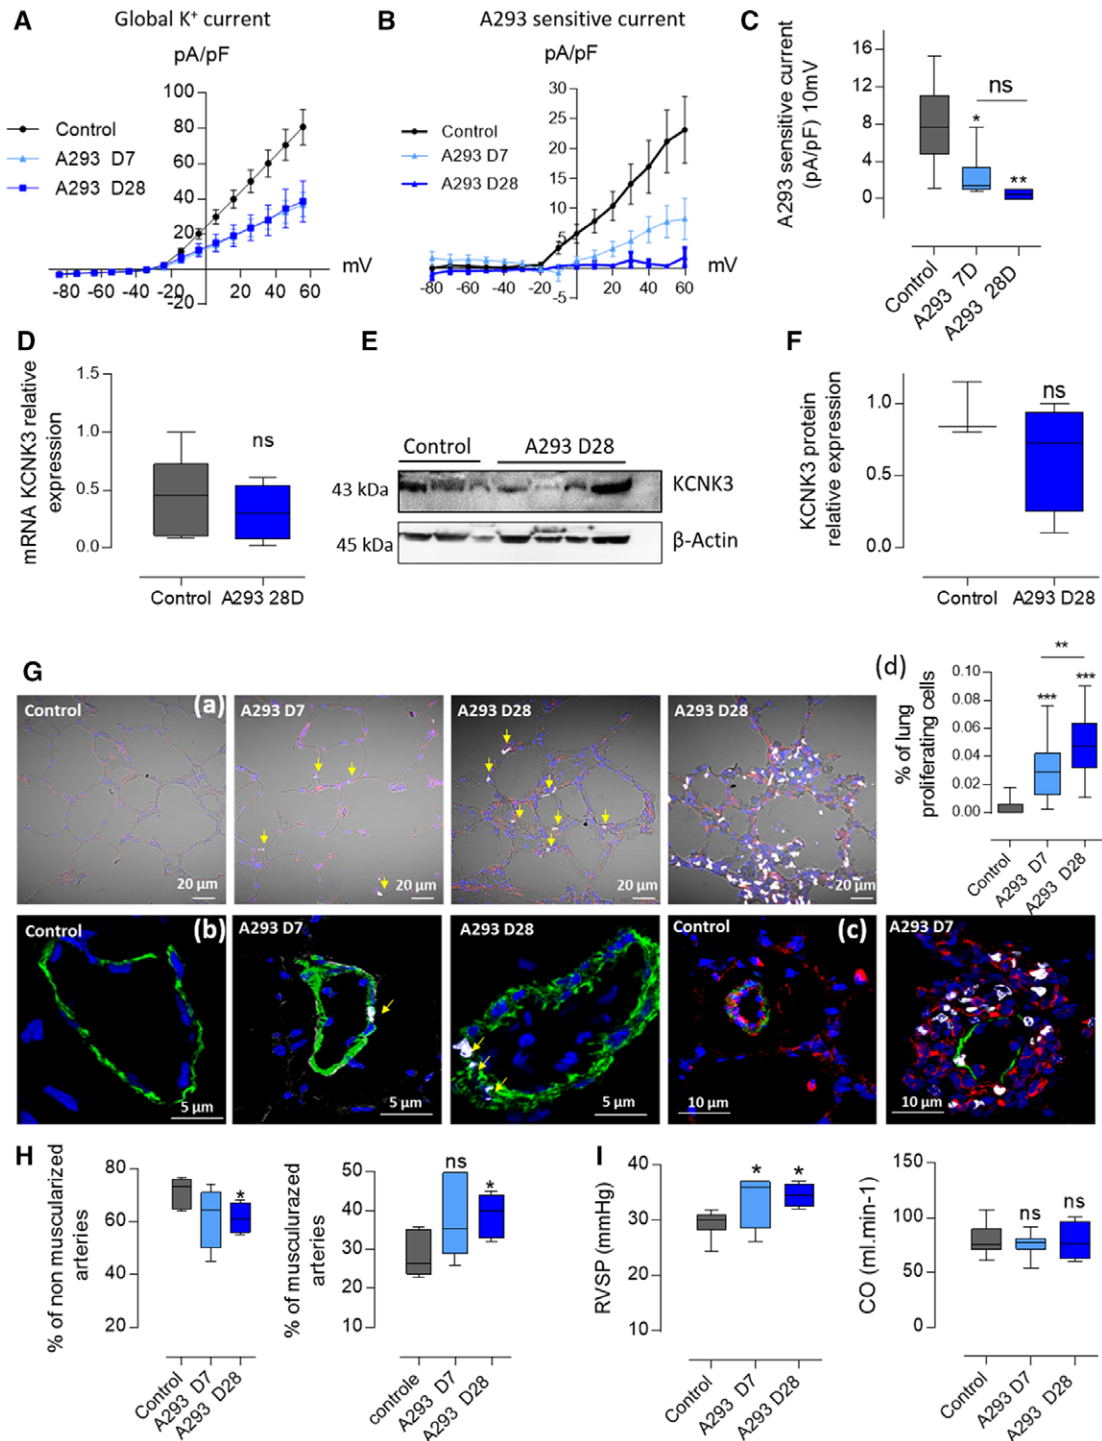 A Global K⁺ current
pA/pF
100
80
60
40
20
-20
-80 -60 -40 -20 20 40 60
mV
Control
A293 D7
A293 D28
B A293 sensitive current
pA/pF
30
25
20
15
10
5
-5
-80 -60 -40 -20 20 40 60
mV
Control
A293 D7
A293 D28
C
A293 sensitive current
(pA/pF) 10mV
16
12
8
4
0
ns
*
**
Control
A293 7D
A293 28D
D
mRNA KCNK3 relative
expression
1.5
1.0
0.5
0.0
ns
Control A293 28D
E
Control A293 D28
43 kDa KCNK3
45 kDa β-Actin
F
KCNK3 protein
relative expression
1.0
0.5
0.0
ns
Control A293 D28
G
Control (a)
20 µm
A293 D7
20 µm
A293 D28
20 µm
A293 D28
20 µm
(d)
% of lung
proliferating cells
0.10
0.08
0.06
0.04
0.02
0.00
**
***
***
Control
A293 D7
A293 D28
Control (b)
5 µm
A293 D7
5 µm
A293 D28
5 µm
Control (c)
10 µm
A293 D7
10 µm
H
% of non muscularized
arteries
80
60
40
20
*
Control
A293 D7
A293 D28
% of musculurazed
arteries
50
40
30
20
10
ns
*
controle
A293 D7
A293 D28
I
RVSP (mmHg)
40
30
20
10
*
*
Control
A293 D7
A293 D28
CO (ml.min-1)
150
100
50
0
ns
ns
Control
A293 D7
A293 D28